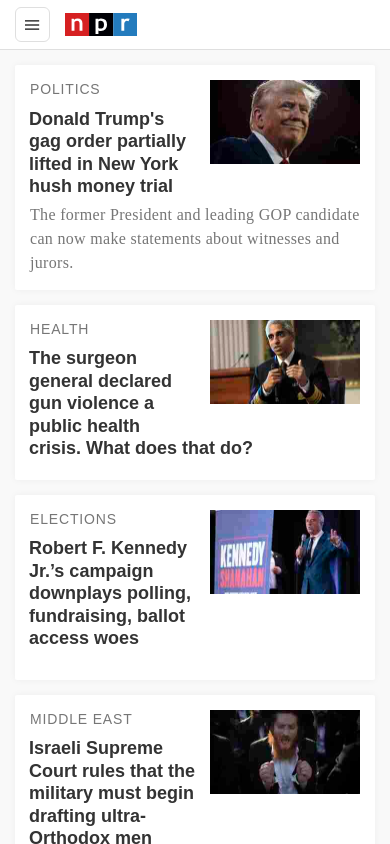 npr
POLITICS
Donald Trump's
gag order partially
lifted in New York
hush money trial
The former President and leading GOP candidate
can now make statements about witnesses and
jurors.
HEALTH
The surgeon
general declared
gun violence a
public health
crisis. What does that do?
ELECTIONS
Robert F. Kennedy
Jr.’s campaign
downplays polling,
fundraising, ballot
access woes
KENNEDY
SHANAHAN
MIDDLE EAST
Israeli Supreme
Court rules that the
military must begin
drafting ultra-
Orthodox men